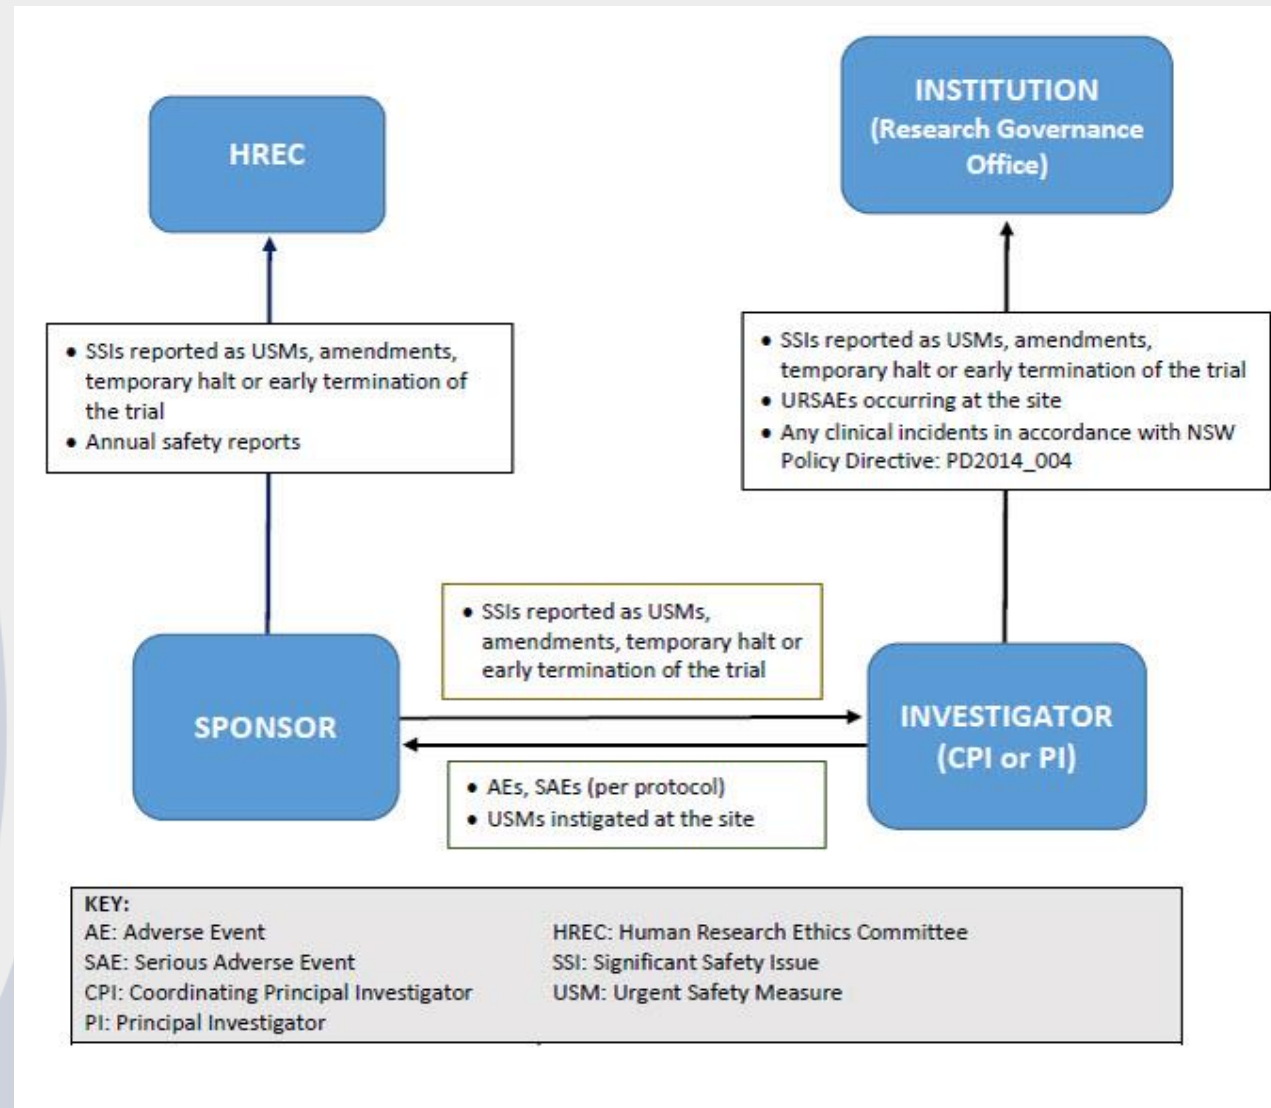 HREC
INSTITUTION
(Research Governance
Office)
• SSIs reported as USMs, amendments,
temporary halt or early termination of
the trial
• Annual safety reports
• SSIs reported as USMs, amendments,
temporary halt or early termination of the trial
• URSAEs occurring at the site
• Any clinical incidents in accordance with NSW
Policy Directive: PD2014_004
• SSIs reported as USMs,
amendments, temporary halt or
early termination of the trial
SPONSOR
INVESTIGATOR
(CPI or PI)
• AEs, SAEs (per protocol)
• USMs instigated at the site
KEY:
AE: Adverse Event
SAE: Serious Adverse Event
CPI: Coordinating Principal Investigator
PI: Principal Investigator
HREC: Human Research Ethics Committee
SSI: Significant Safety Issue
USM: Urgent Safety Measure